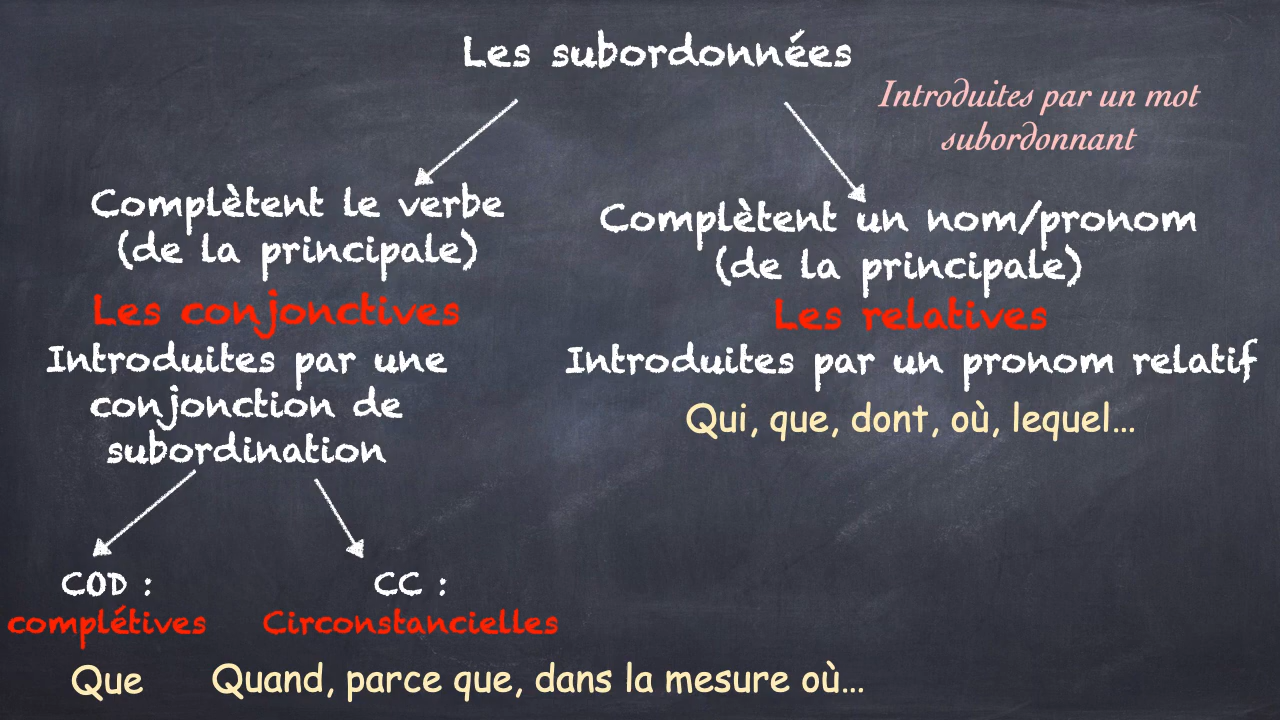 Les subordonnées
Introduites par un mot
subordonnant
Complètent le verbe
(de la principale)
Les conjonctives
Introduites par une
conjonction de
subordination
Complètent un nom/pronom
(de la principale)
Les relatives
Introduites par un pronom relatif
Qui, que, dont, où, lequel…
COD :
complétives
Que
CC :
Circonstancielles
Quand, parce que, dans la mesure où…